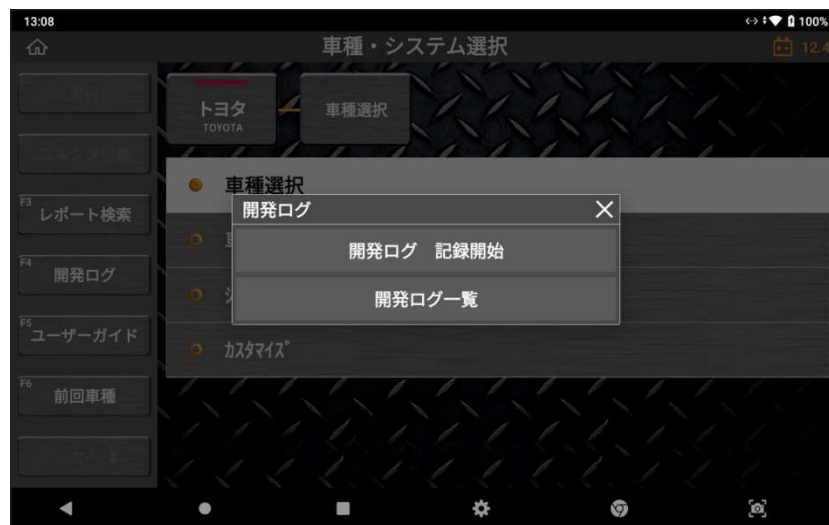 13:08
100%
車種・システム選択
12.4
トヨタ
TOYOTA
車種選択
車種選択
F3
レポート検索
開発ログ
開発ログ 記録開始
F4
開発ログ
開発ログ一覧
F5
ユーザーガイド
カスタマイズ
F6
前回車種